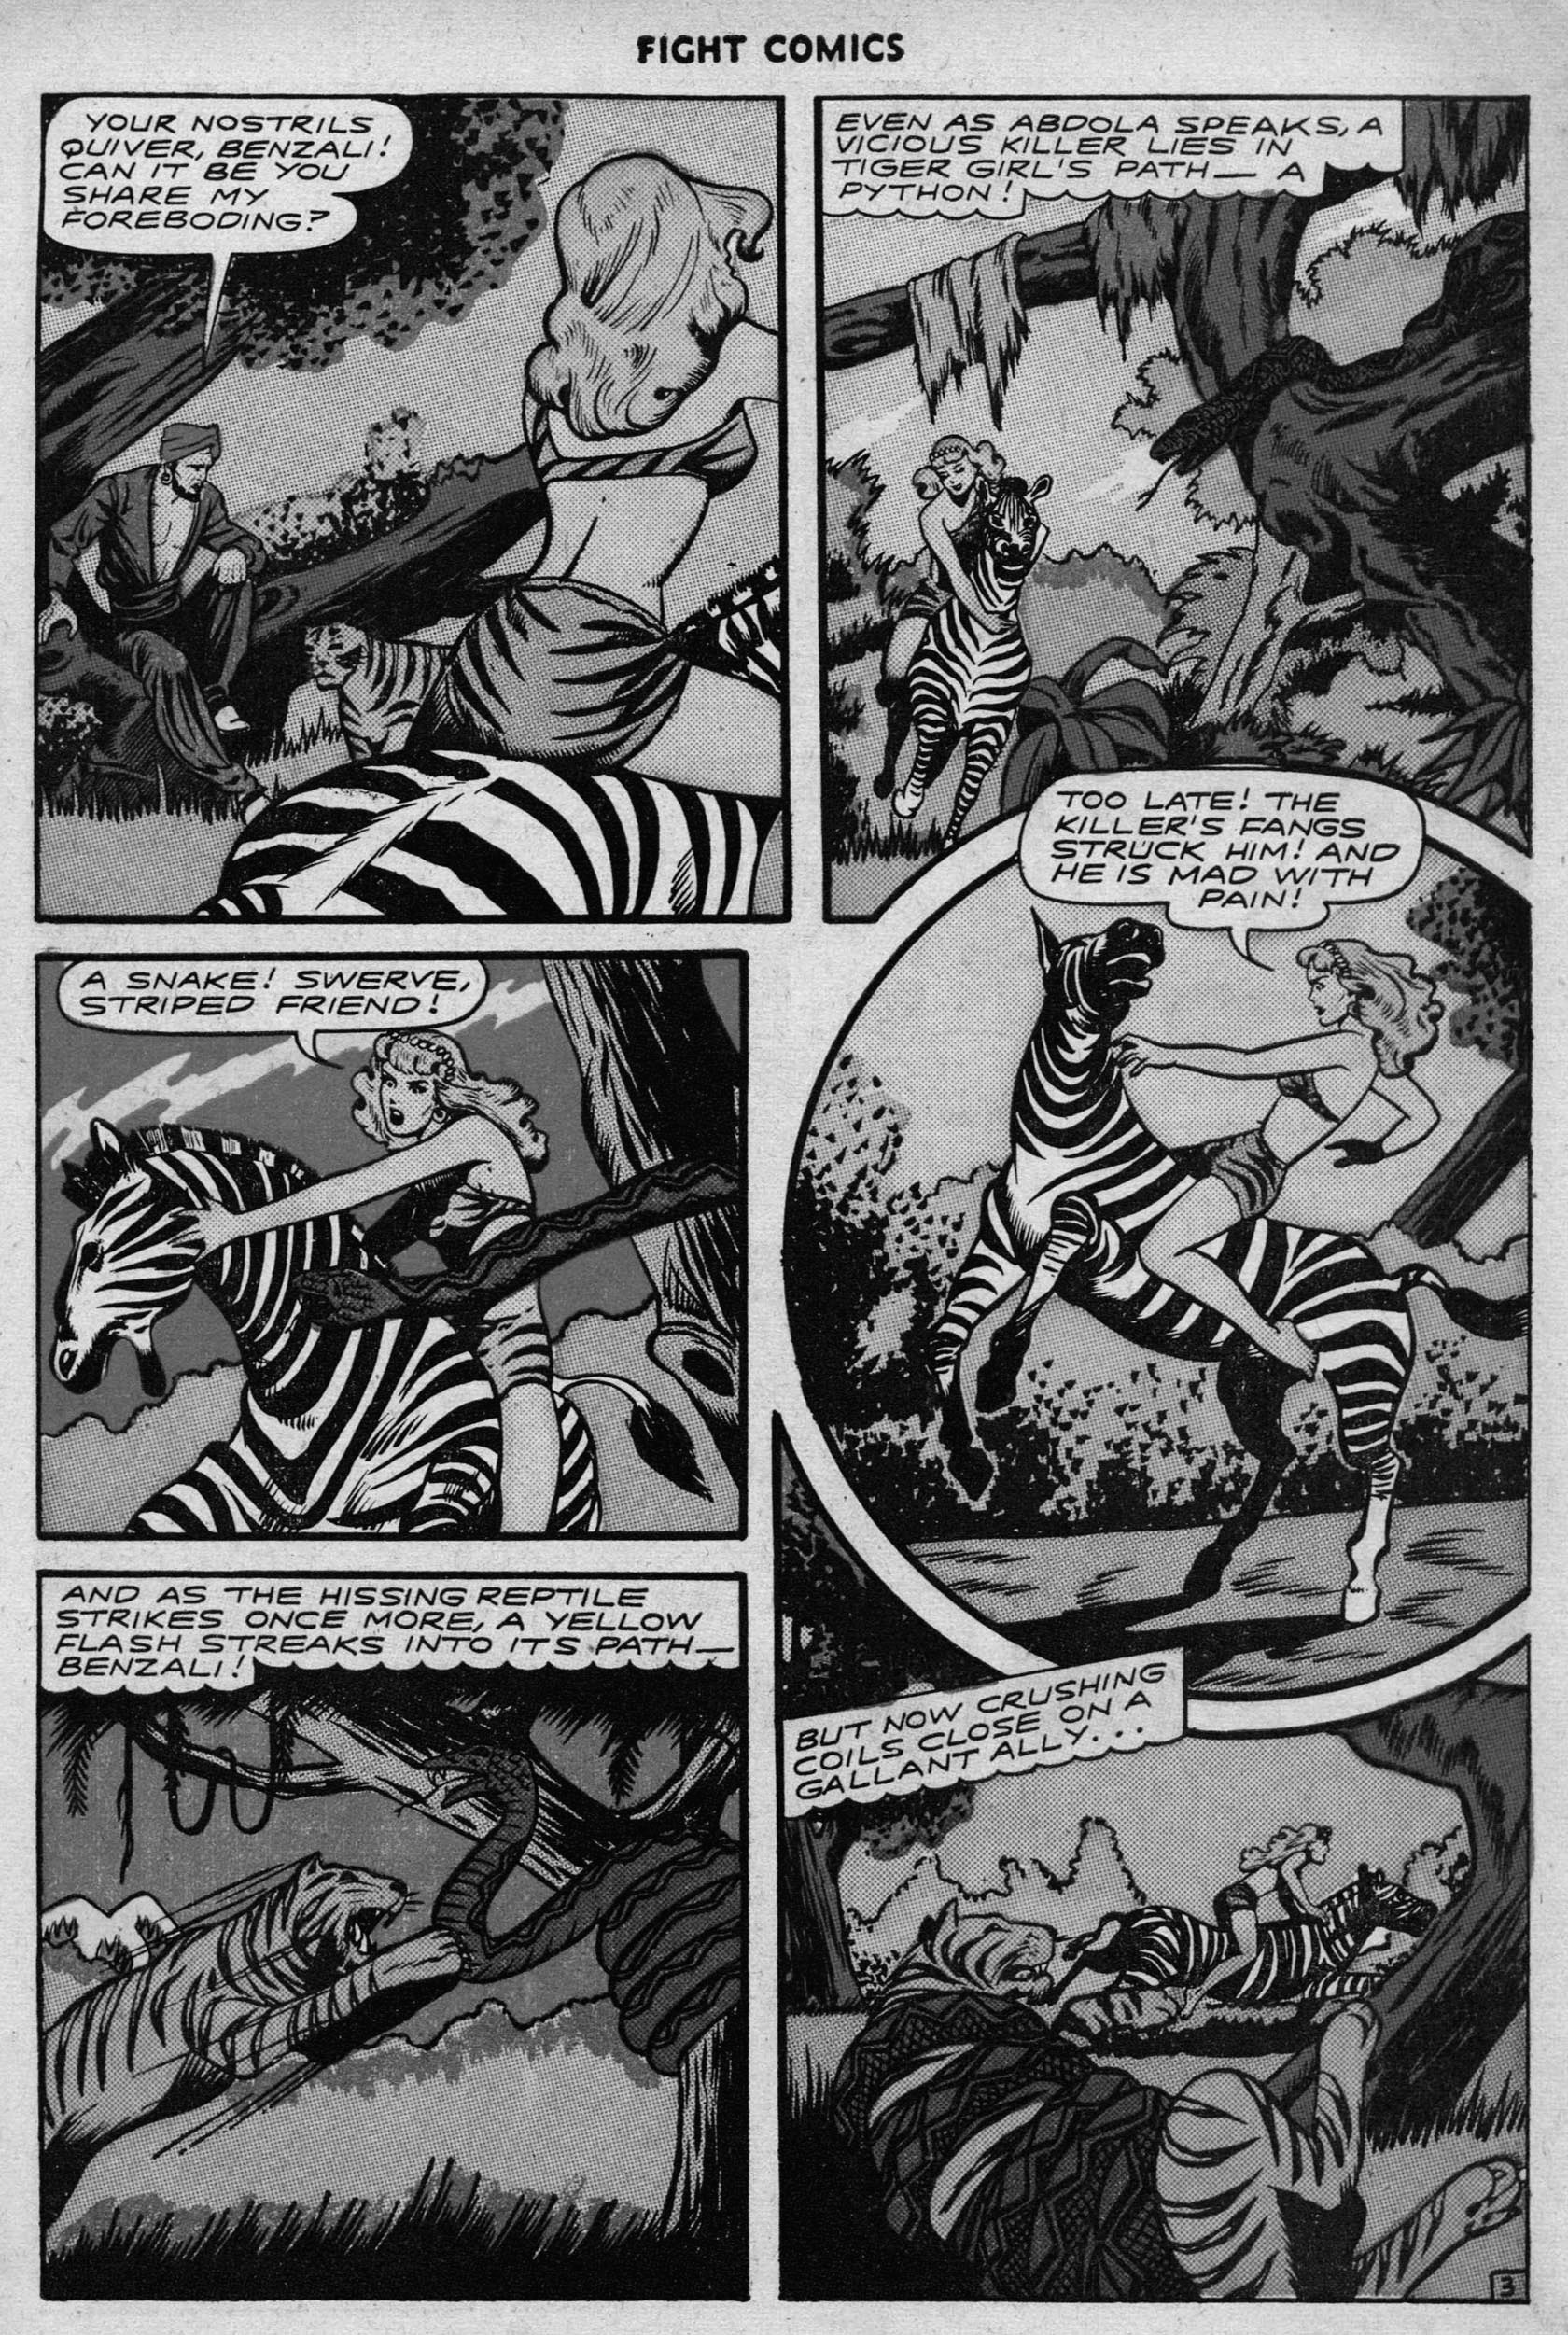 FIGHT COMICS
YOUR NOSTRILS
QUIVER, BENZALI!
CAN IT BE YOU
SHARE MY
FOREBODING?
EVEN AS ABDOLA SPEAKS, A
VICIOUS KILLER LIES IN
TIGER GIRL'S PATH— A
PYTHON!
A SNAKE! SWERVE,
STRIPED FRIEND!
TOO LATE! THE
KILLER'S FANGS
STRUCK HIM! AND
HE IS MAD WITH
PAIN!
AND AS THE HISSING REPTILE
STRIKES ONCE MORE, A YELLOW
FLASH STREAKS INTO ITS PATH—
BENZALI!
BUT NOW CRUSHING
COILS CLOSE ON A
GALLANT ALLY...
3